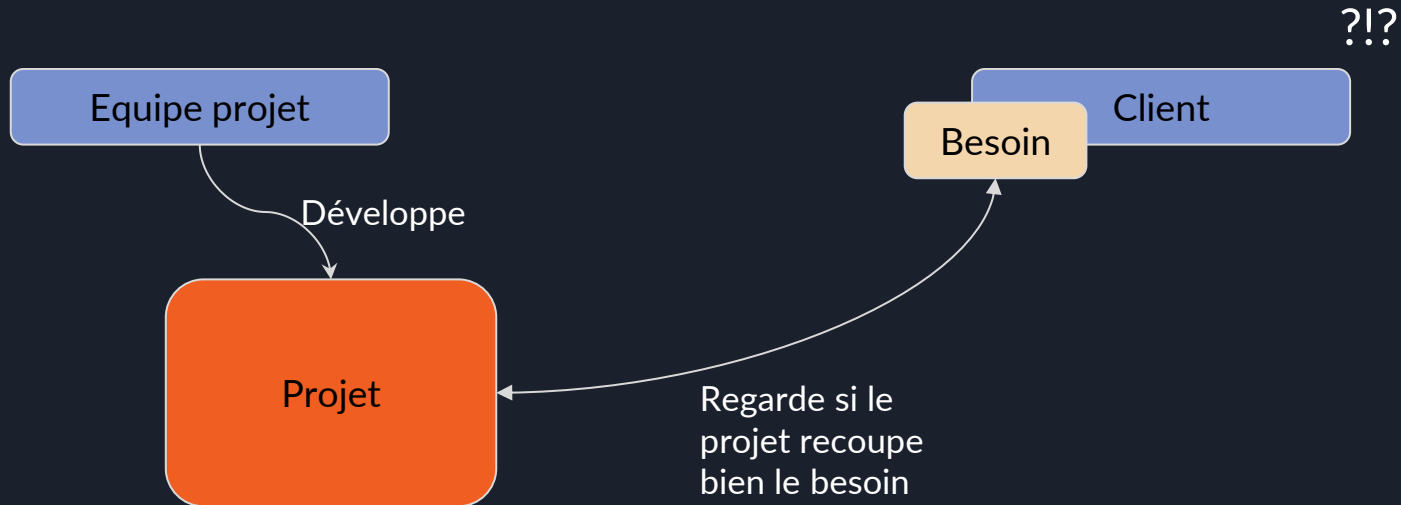 ?!?
Equipe projet
Client
Besoin
Développe
Projet
Regarde si le
projet recoupe
bien le besoin